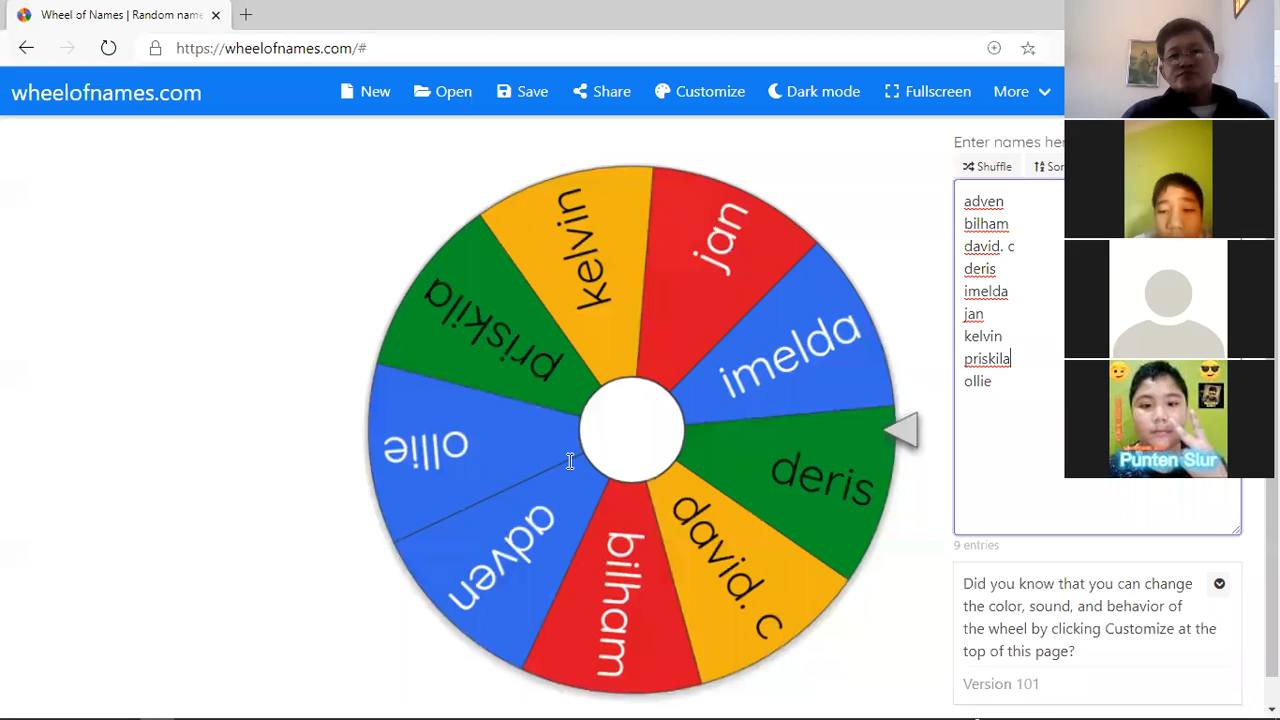 Wheel of Names | Random name
https://wheelofnames.com/#
wheelofnames.com
New
Open
Save
Share
Customize
Dark mode
Fullscreen
More
Enter names her
Shuffle
Sor
adven
bilham
david. c
deris
imelda
jan
kelvin
priskila
ollie
9 entries
Did you know that you can change
the color, sound, and behavior of
the wheel by clicking Customize at the
top of this page?
Version 101
kelvin
jan
imelda
deris
david. c
bilham
adven
ollie
priskila
Punten Slur